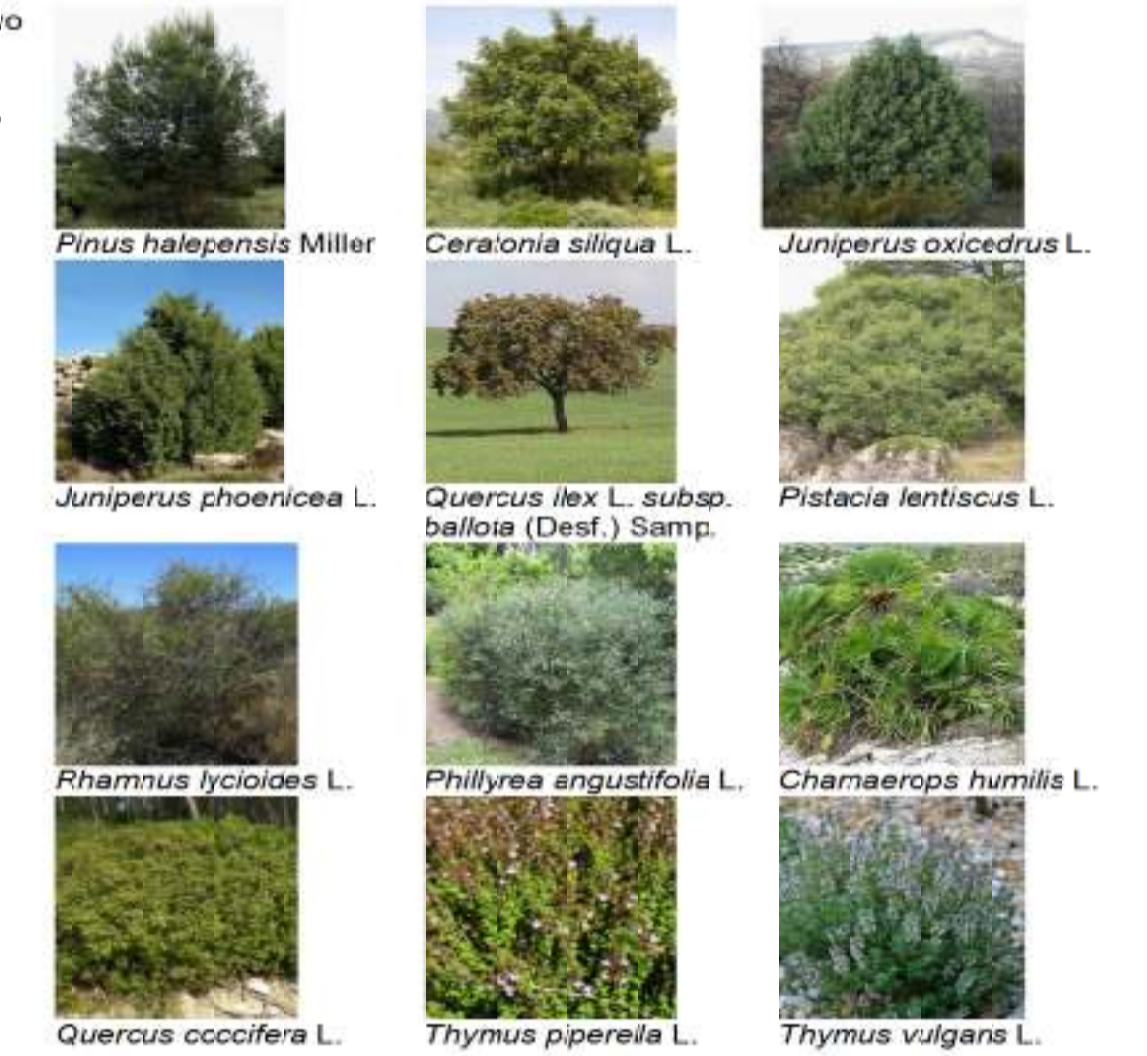 Pinus halepensis Miller
Ceratonia siliqua L.
Juniperus oxicedrus L.
Juniperus phoenicea L.
Quercus ilex L. subsp.
ballota (Desf.) Samp.
Pistacia lentiscus L.
Rhamnus lycioides L.
Phillyrea angustifolia L.
Chamaerops humilis L.
Quercus coccifera L.
Thymus piperella L.
Thymus vulgaris L.